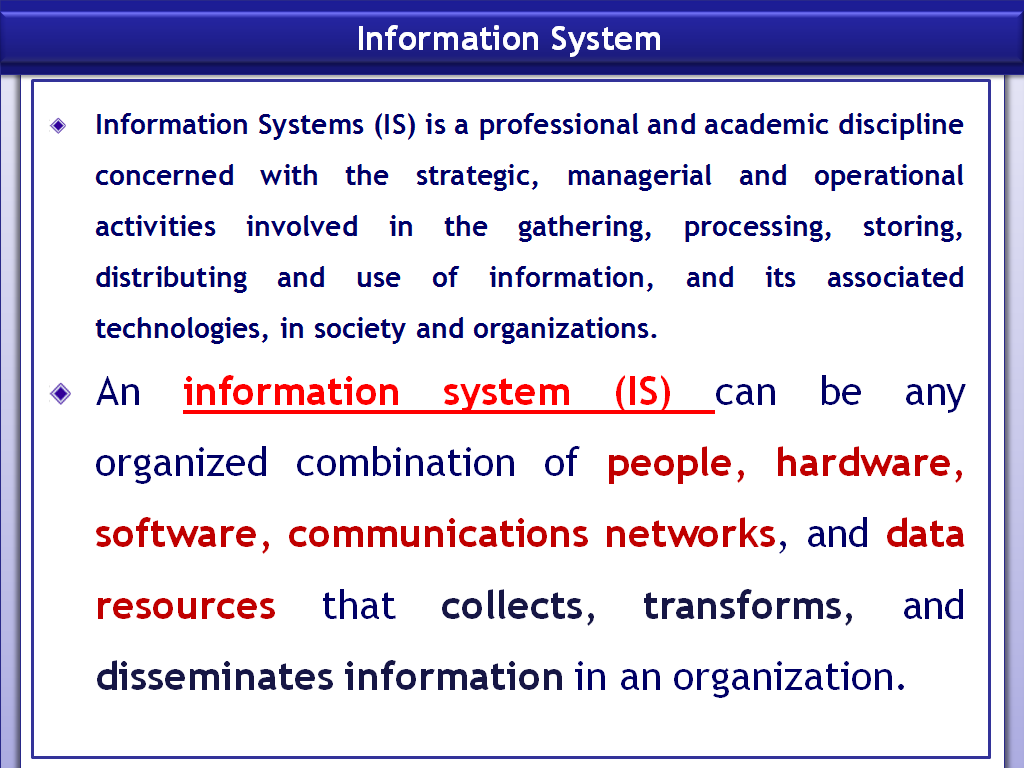 Information System
Information Systems (IS) is a professional and academic discipline
concerned with the strategic, managerial and operational
activities involved in the gathering, processing, storing,
distributing and use of information, and its associated
technologies, in society and organizations.
An information system (IS) can be any
organized combination of people, hardware,
software, communications networks, and data
resources that collects, transforms, and
disseminates information in an organization.